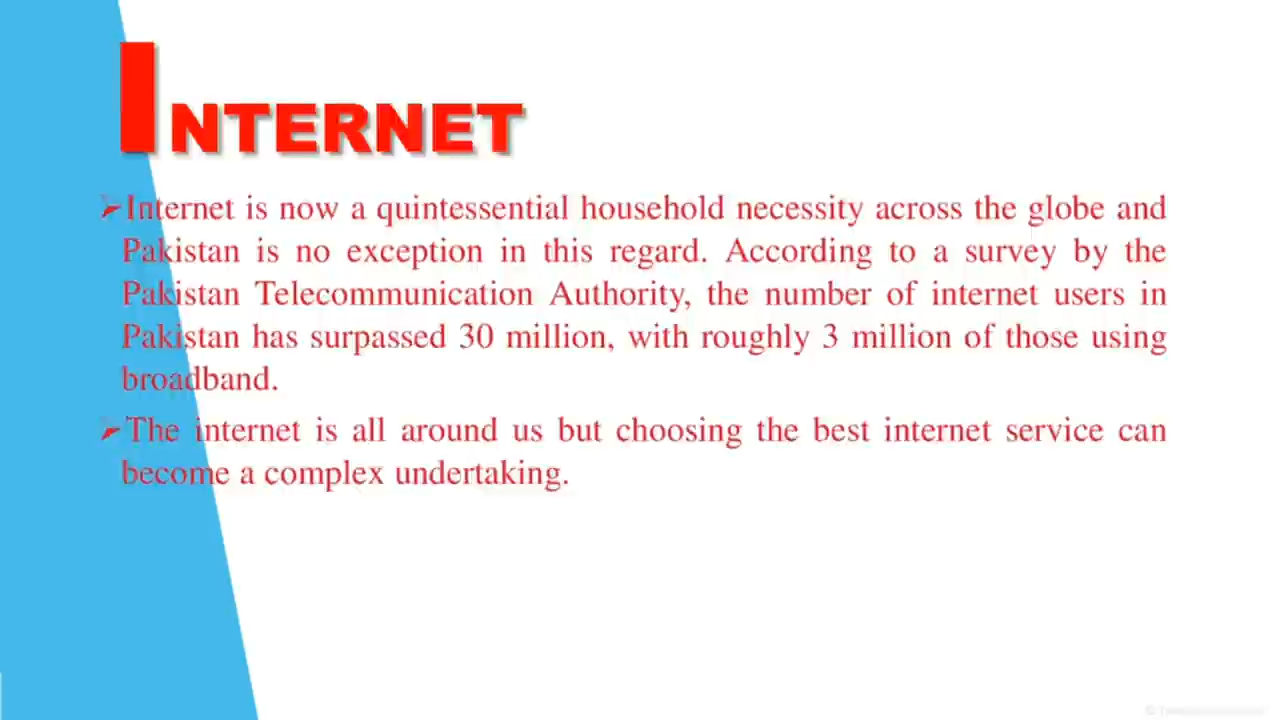 INTERNET
➢Internet is now a quintessential household necessity across the globe and
Pakistan is no exception in this regard. According to a survey by the
Pakistan Telecommunication Authority, the number of internet users in
Pakistan has surpassed 30 million, with roughly 3 million of those using
broadband.
➢The internet is all around us but choosing the best internet service can
become a complex undertaking.